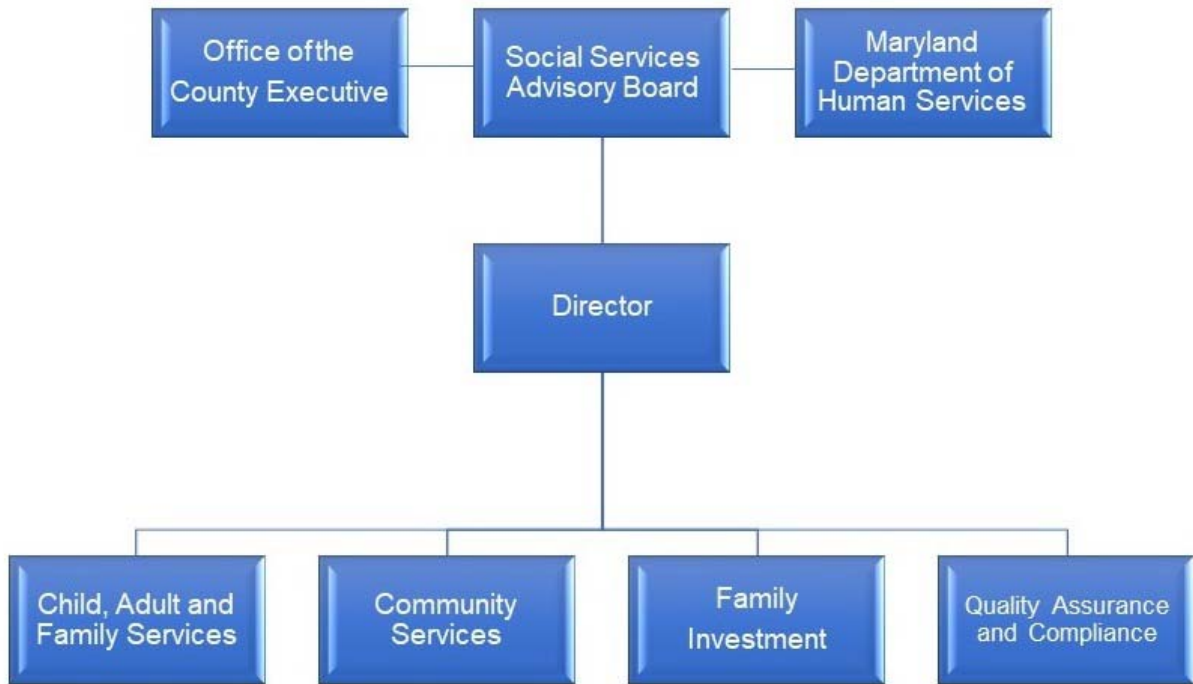 Office of the
County Executive
Social Services
Advisory Board
Maryland
Department of
Human Services
Director
Child, Adult and
Family Services
Community
Services
Family
Investment
Quality Assurance
and Compliance